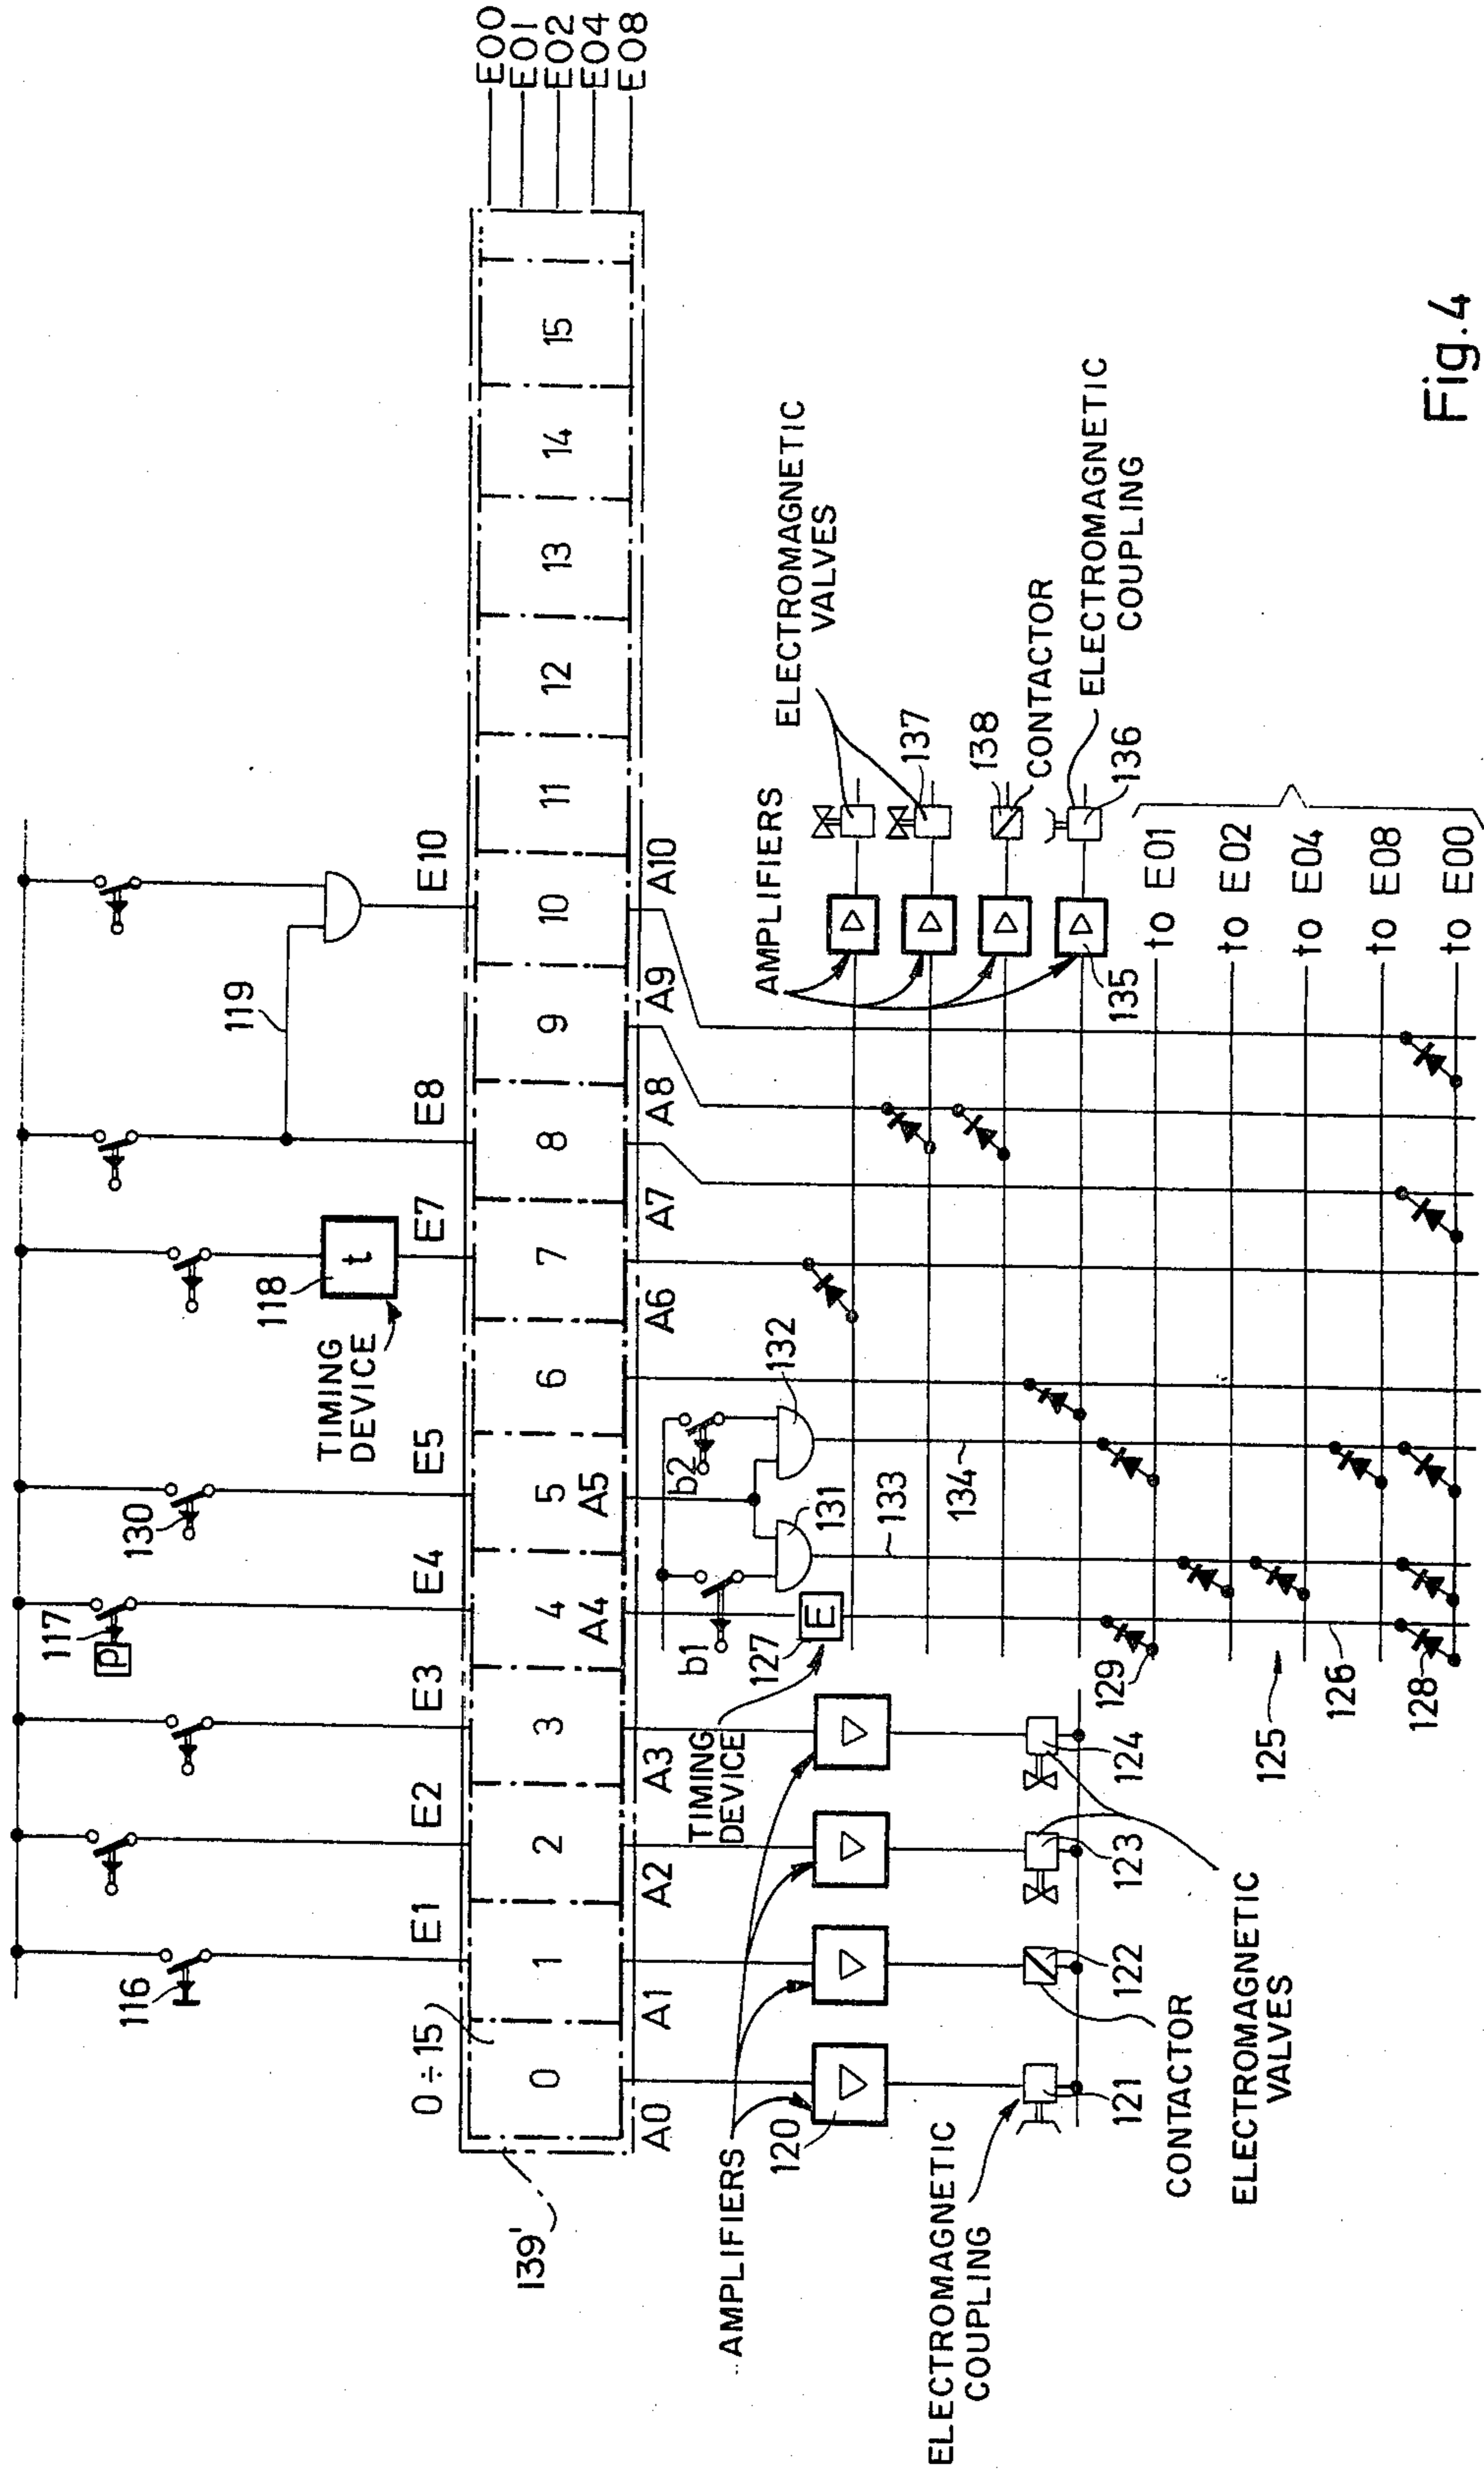 116
117
130
118
TIMING
DEVICE
t
119
P
0÷15
E1
E2
E3
E4
E5
E7
E8
E10
139'
0
1
2
3
4
5
6
7
8
9
10
11
12
13
14
15
E00
E01
E02
E04
E08
A0
A1
A2
A3
A4
A5
A6
A7
A8
A9
A10
b1
b2
AMPLIFIERS
120
TIMING
DEVICE
127
E
131
132
133
134
AMPLIFIERS
ELECTROMAGNETIC
VALVES
137
138
CONTACTOR
135
136
ELECTROMAGNETIC
COUPLING
ELECTROMAGNETIC
COUPLING
121
122
123
124
CONTACTOR
ELECTROMAGNETIC
VALVES
129
125
126
128
to E01
to E02
to E04
to E08
to E00
Fig.4